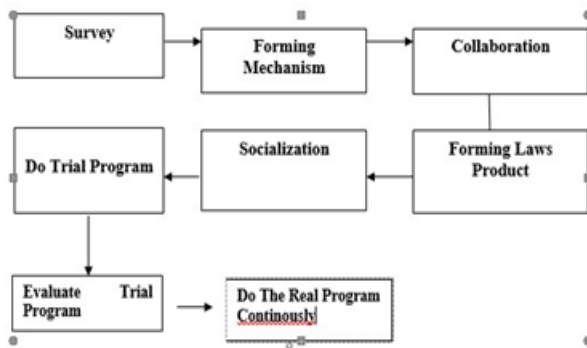 Survey
Forming
Mechanism
Collaboration
Forming Laws
Product
Socialization
Do Trial Program
Evaluate Trial
Program
Do The Real Program
Continously